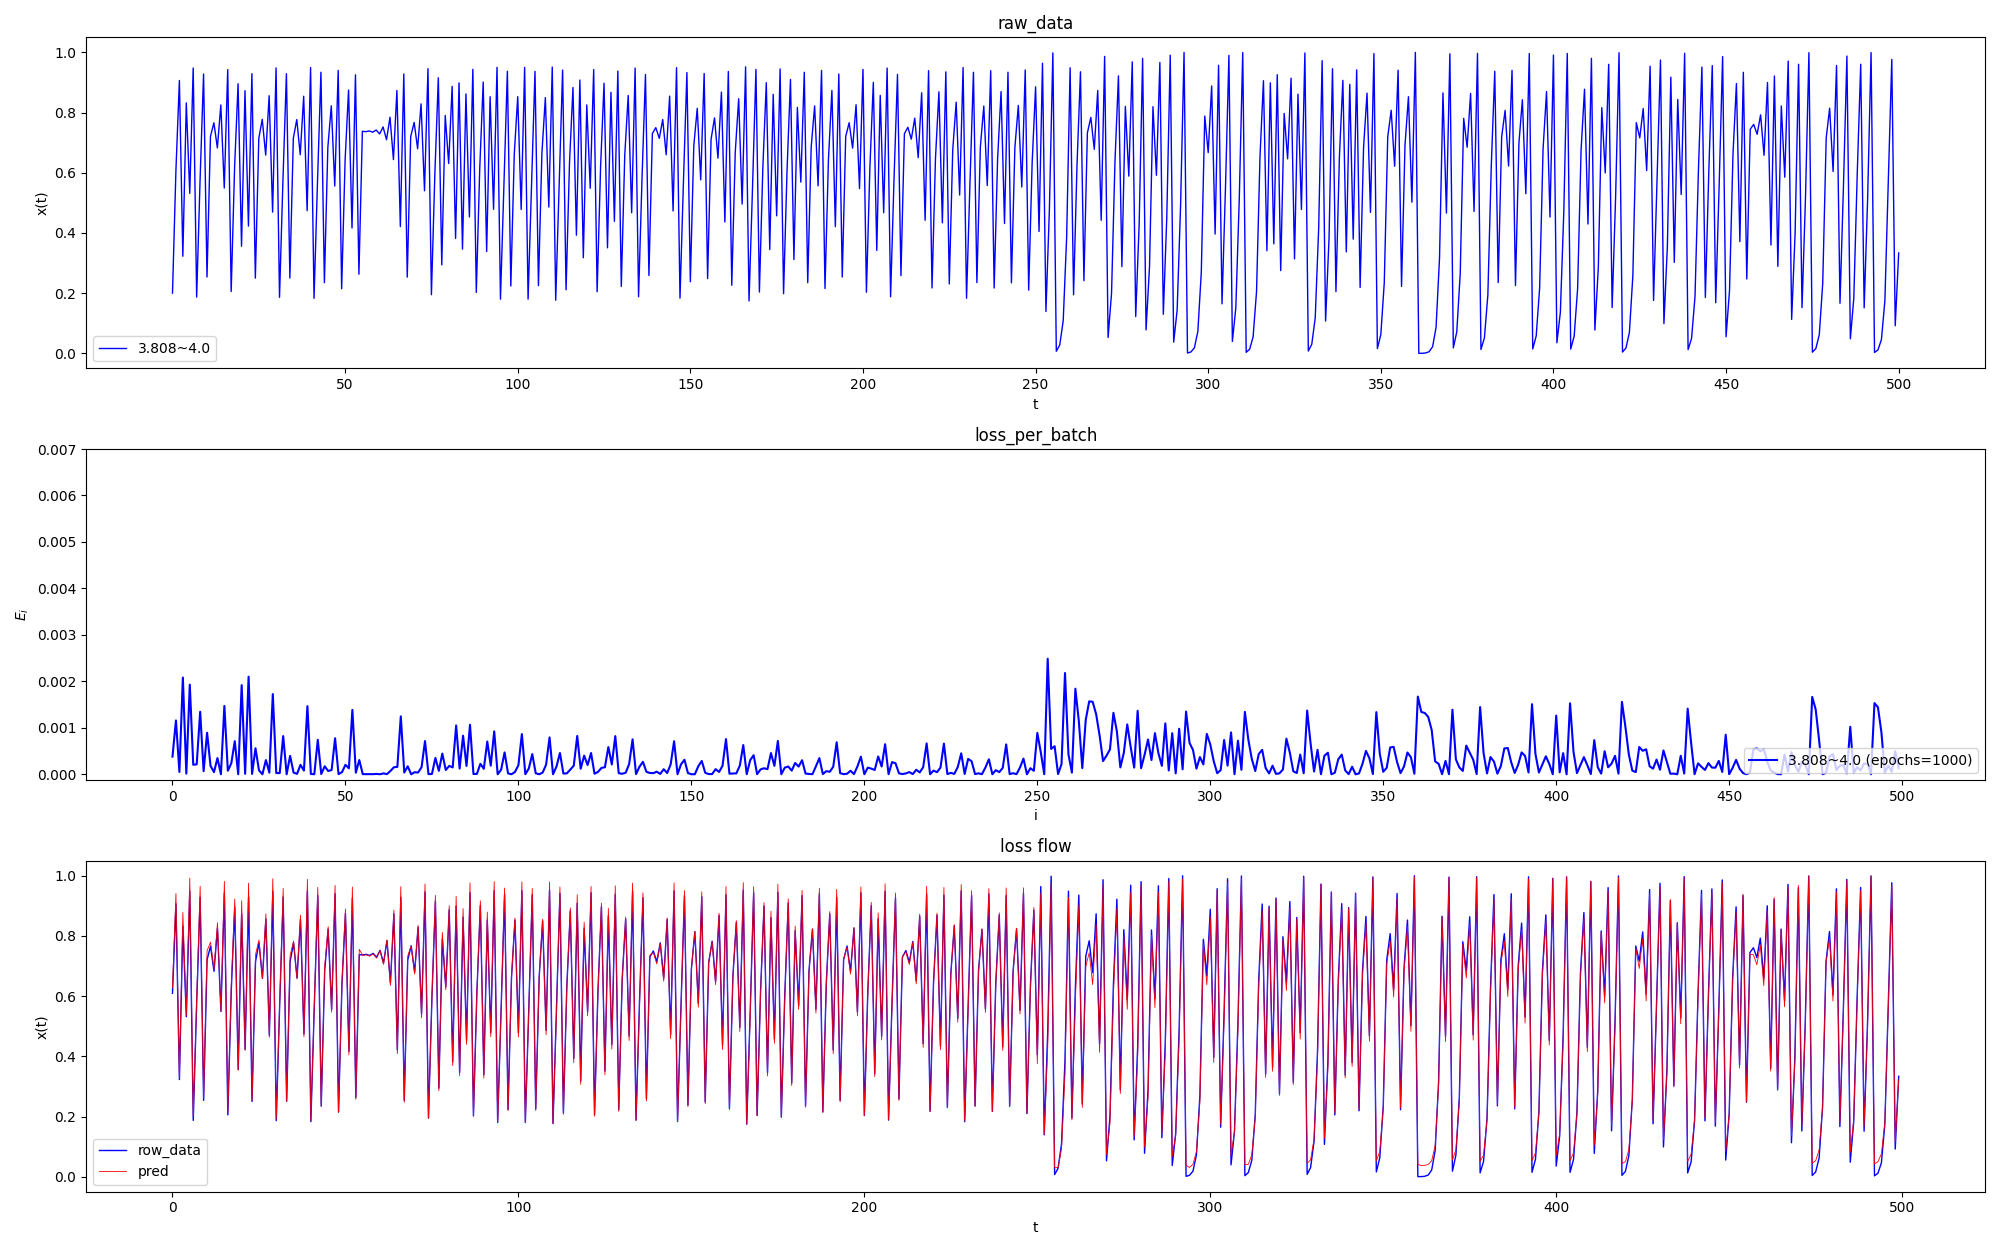 raw_data
1.0
0.8
0.6
0.4
0.2
0.0
x(t)
3.808~4.0
50 100 150 200 250 300 350 400 450 500
t
loss_per_batch
0.007
0.006
0.005
0.004
0.003
0.002
0.001
0.000
E_i
3.808~4.0 (epochs=1000)
0 50 100 150 200 250 300 350 400 450 500
i
loss flow
1.0
0.8
0.6
0.4
0.2
0.0
x(t)
row_data
pred
0 100 200 300 400 500
t